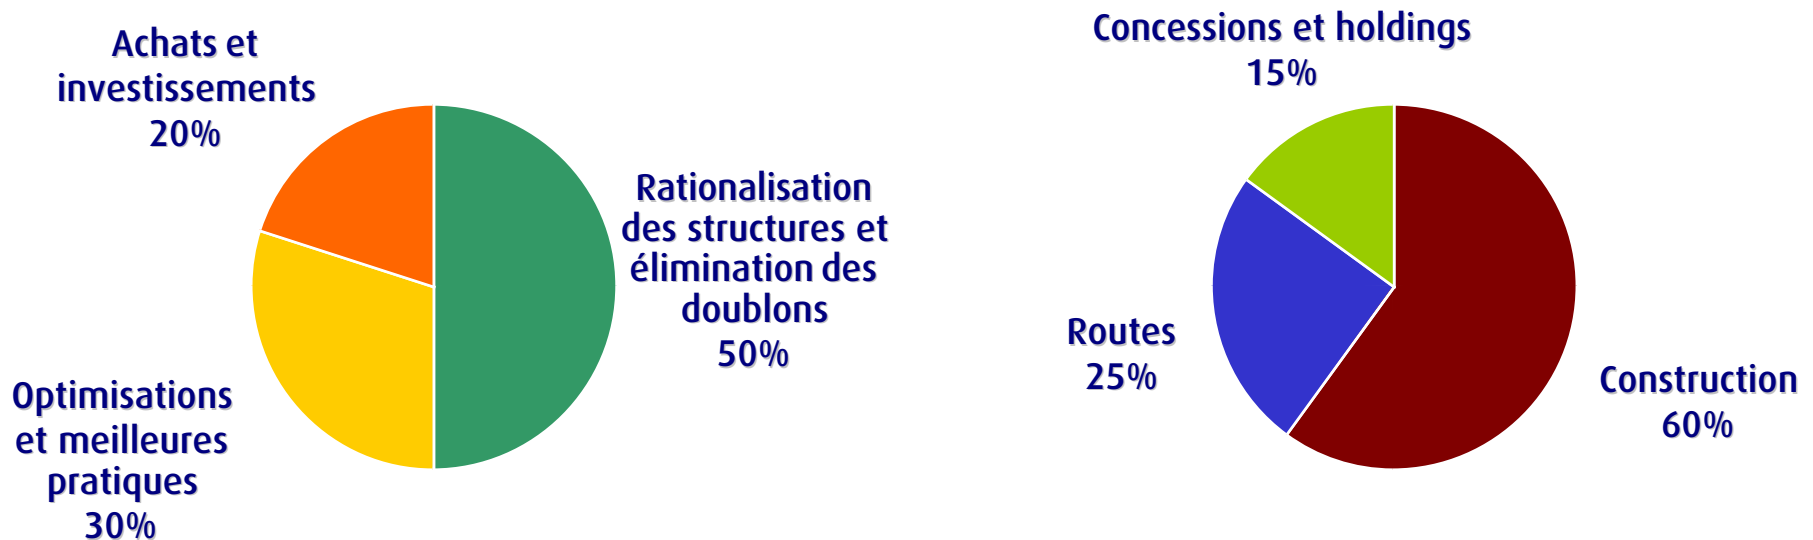 Achats et
investissements
20%
Rationalisation
des structures et
élimination des
doublons
50%
Optimisations
et meilleures
pratiques
30%
Concessions et holdings
15%
Routes
25%
Construction
60%